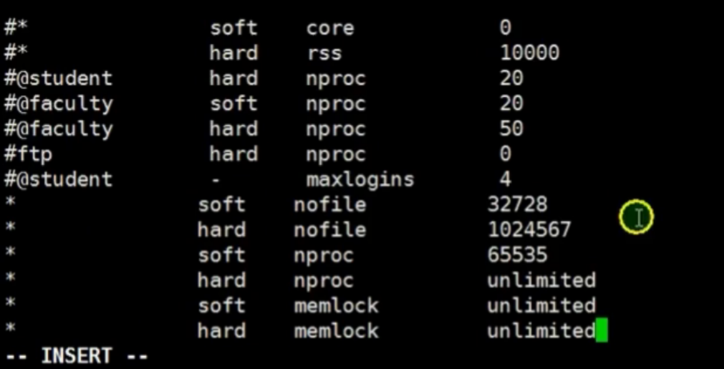 #* soft core 0
#* hard rss 10000
#@student hard nproc 20
#@faculty soft nproc 20
#@faculty hard nproc 50
#ftp hard nproc 0
#@student - maxlogins 4
* soft nofile 32728
* hard nofile 1024567
* soft nproc 65535
* hard nproc unlimited
* soft memlock unlimited
* hard memlock unlimited
-- INSERT --